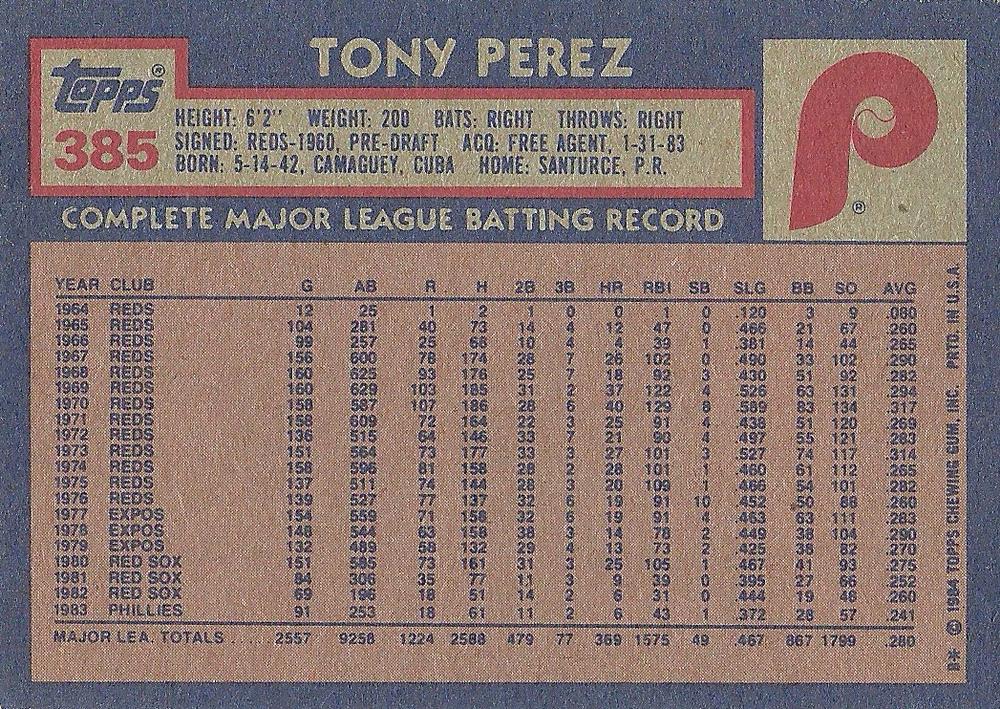 TONY PEREZ
topps®
385
HEIGHT: 6'2" WEIGHT: 200 BATS: RIGHT THROWS: RIGHT
SIGNED: REDS-1960, PRE-DRAFT ACQ: FREE AGENT, 1-31-83
BORN: 5-14-42, CAMAGUEY, CUBA HOME: SANTURCE, P.R.
P ®
COMPLETE MAJOR LEAGUE BATTING RECORD
YEAR CLUB G AB R H 2B 3B HR RBI SB SLG BB SO AVG
1964 REDS 12 25 1 2 1 0 0 1 0 .120 3 9 .080
1965 REDS 104 281 40 73 14 4 12 47 0 .466 21 67 .260
1966 REDS 99 257 25 68 10 4 4 39 1 .381 14 44 .265
1967 REDS 156 600 78 174 28 7 26 102 0 .490 33 102 .290
1968 REDS 160 625 93 176 25 7 18 92 3 .430 51 92 .282
1969 REDS 160 629 103 185 31 2 37 122 4 .526 63 131 .294
1970 REDS 158 587 107 186 28 6 40 129 8 .589 83 134 .317
1971 REDS 158 609 72 164 22 3 25 91 4 .438 51 120 .269
1972 REDS 136 515 64 146 33 7 21 90 4 .497 55 121 .283
1973 REDS 151 564 73 177 33 3 27 101 3 .527 74 117 .314
1974 REDS 158 596 81 158 28 2 28 101 1 .460 61 112 .265
1975 REDS 137 511 74 144 28 3 20 109 1 .466 54 101 .282
1976 REDS 139 527 77 137 32 6 19 91 10 .452 50 88 .260
1977 EXPOS 154 559 71 158 32 6 19 91 4 .463 63 111 .283
1978 EXPOS 148 544 63 158 38 3 14 78 2 .449 38 104 .290
1979 EXPOS 132 489 58 132 29 4 13 73 2 .425 38 82 .270
1980 RED SOX 151 585 73 161 31 3 25 105 1 .467 41 93 .275
1981 RED SOX 84 306 35 77 11 3 9 39 0 .395 27 66 .252
1982 RED SOX 69 196 18 51 14 2 6 31 0 .444 19 48 .260
1983 PHILLIES 91 253 18 61 11 2 6 43 1 .372 28 57 .241
MAJOR LEA. TOTALS ..... 2557 9258 1224 2588 479 77 369 1575 49 .467 867 1799 .280
B* © 1984 TOPPS CHEWING GUM, INC. PRTD. IN U.S.A.